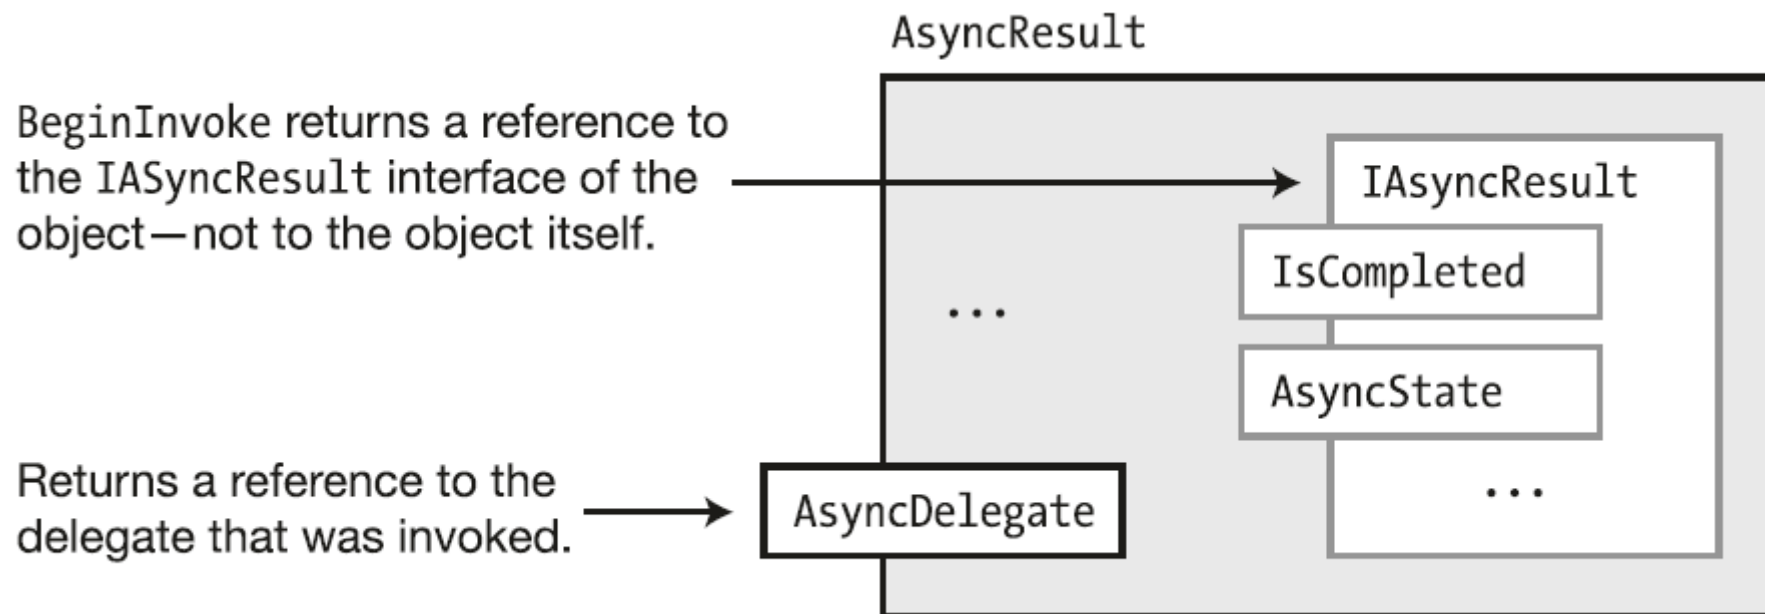 AsyncResult
BeginInvoke returns a reference to
the IASyncResult interface of the
object—not to the object itself.
IAsyncResult
IsCompleted
...
AsyncState
Returns a reference to the
delegate that was invoked.
AsyncDelegate
...